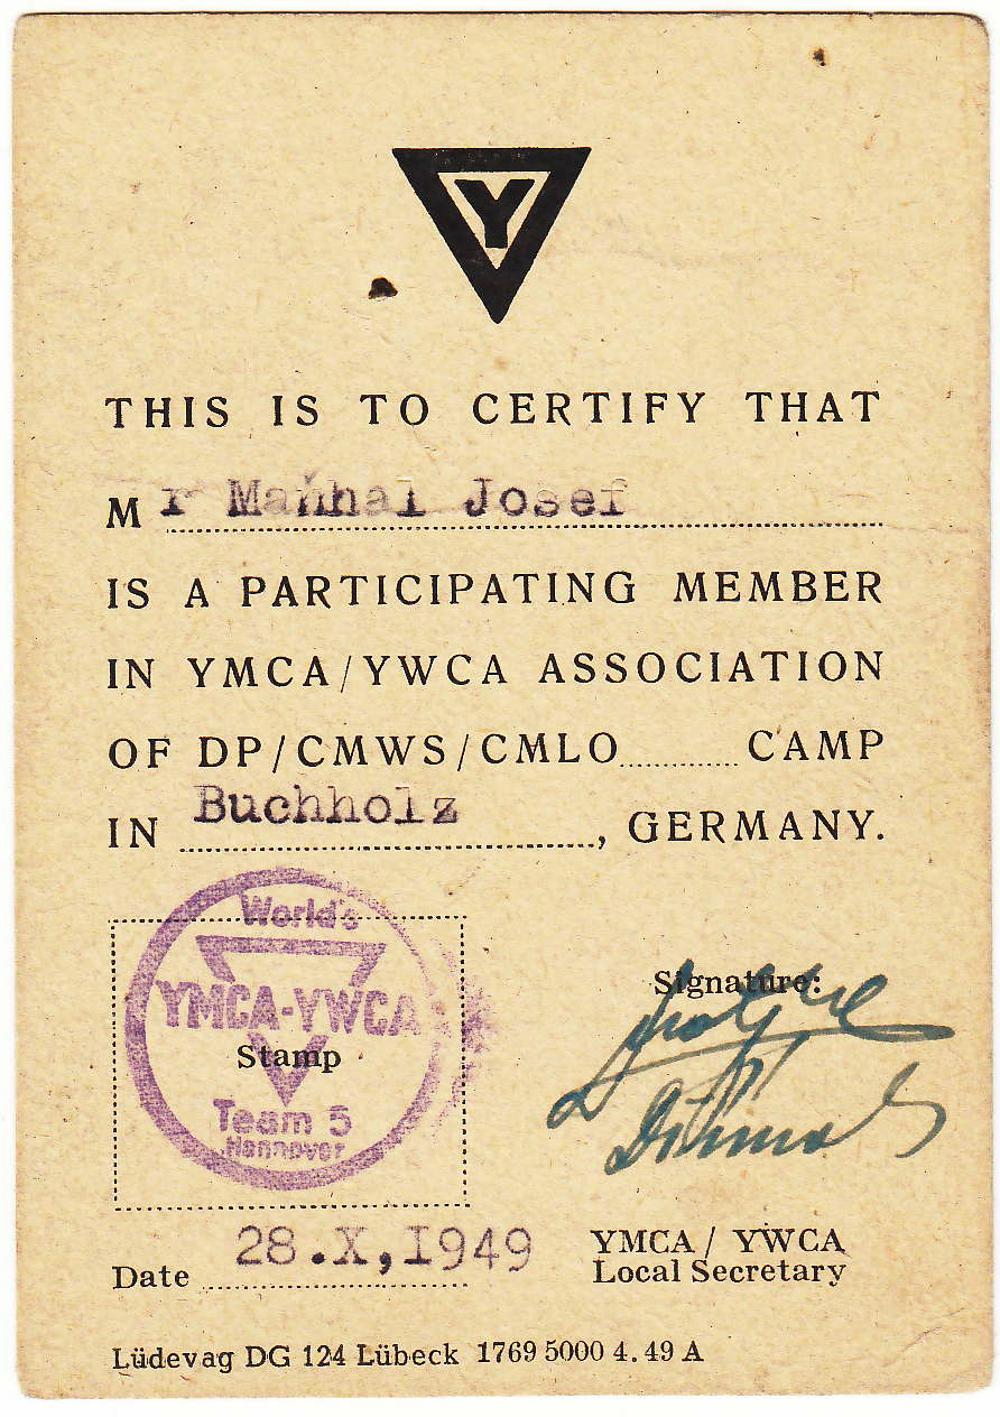 Y
THIS IS TO CERTIFY THAT
Mr Maňhal Josef
IS A PARTICIPATING MEMBER
IN YMCA/YWCA ASSOCIATION
OF DP/CMWS/CMLO............CAMP
IN Buchholz, GERMANY.
World's
YMCA-YWCA
Stamp
Team 5
Hannover
Signature:
Date 28.X,1949
YMCA / YWCA
Local Secretary
Lüdevag DG 124 Lübeck 1769 5000 4. 49 A